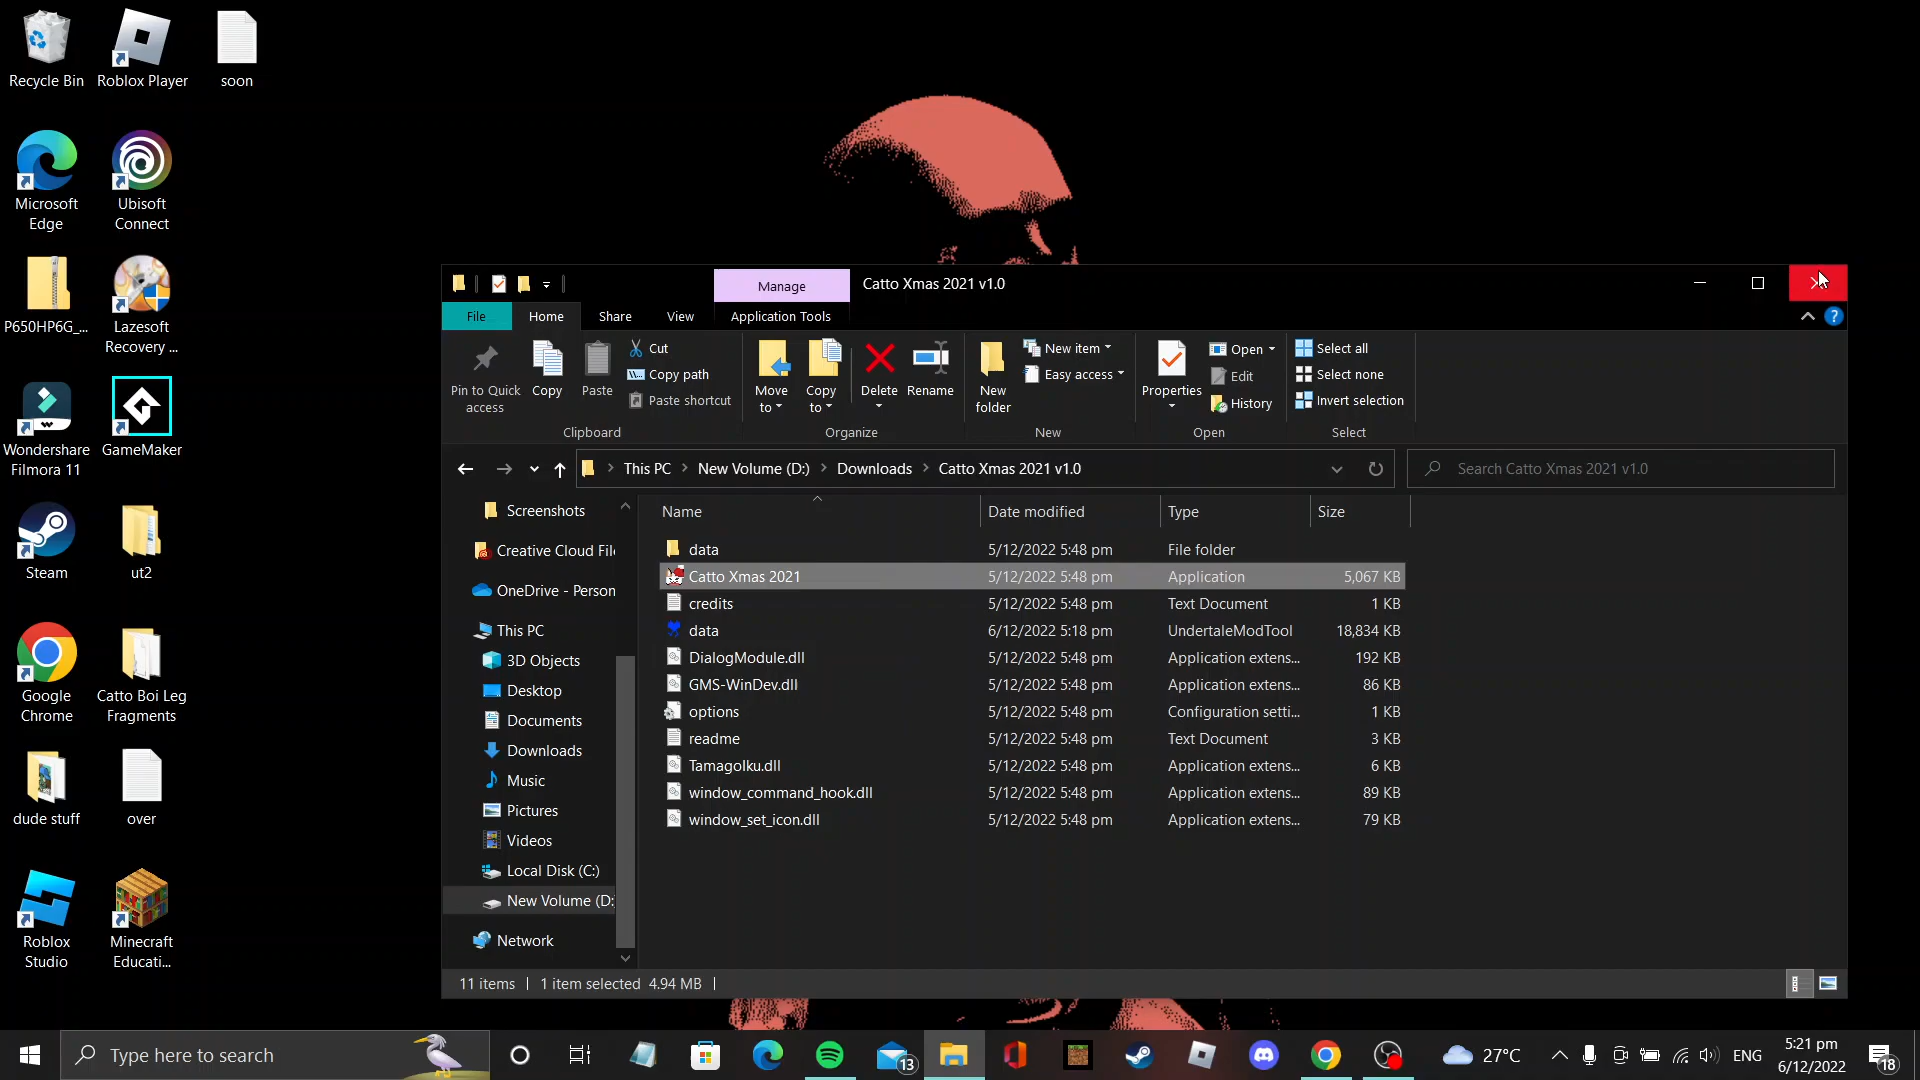 Recycle Bin
Roblox Player
soon
Microsoft
Edge
Ubisoft
Connect
P650HP6G_...
Lazesoft
Recovery ...
Wondershare
Filmora 11
GameMaker
Steam
ut2
Google
Chrome
Catto Boi Leg
Fragments
dude stuff
over
Roblox
Studio
Minecraft
Educati...
Manage
Catto Xmas 2021 v1.0
File
Home
Share
View
Application Tools
Pin to Quick
access
Copy
Paste
Cut
Copy path
Paste shortcut
Clipboard
Move
to
Copy
to
Delete
Rename
Organize
New
folder
New item
Easy access
New
Properties
Open
Edit
History
Open
Select all
Select none
Invert selection
Select
This PC
New Volume (D:)
Downloads
Catto Xmas 2021 v1.0
Search Catto Xmas 2021 v1.0
Screenshots
Creative Cloud File
OneDrive - Person
This PC
3D Objects
Desktop
Documents
Downloads
Music
Pictures
Videos
Local Disk (C:)
New Volume (D:
Network
Name Date modified Type Size
data 5/12/2022 5:48 pm File folder
Catto Xmas 2021 5/12/2022 5:48 pm Application 5,067 KB
credits 5/12/2022 5:48 pm Text Document 1 KB
data 6/12/2022 5:18 pm UndertaleModTool 18,834 KB
DialogModule.dll 5/12/2022 5:48 pm Application extens... 192 KB
GMS-WinDev.dll 5/12/2022 5:48 pm Application extens... 86 KB
options 5/12/2022 5:48 pm Configuration setti... 1 KB
readme 5/12/2022 5:48 pm Text Document 3 KB
TamagoIku.dll 5/12/2022 5:48 pm Application extens... 6 KB
window_command_hook.dll 5/12/2022 5:48 pm Application extens... 89 KB
window_set_icon.dll 5/12/2022 5:48 pm Application extens... 79 KB
11 items 1 item selected 4.94 MB
Type here to search
13
27°C
ENG
5:21 pm
6/12/2022
18